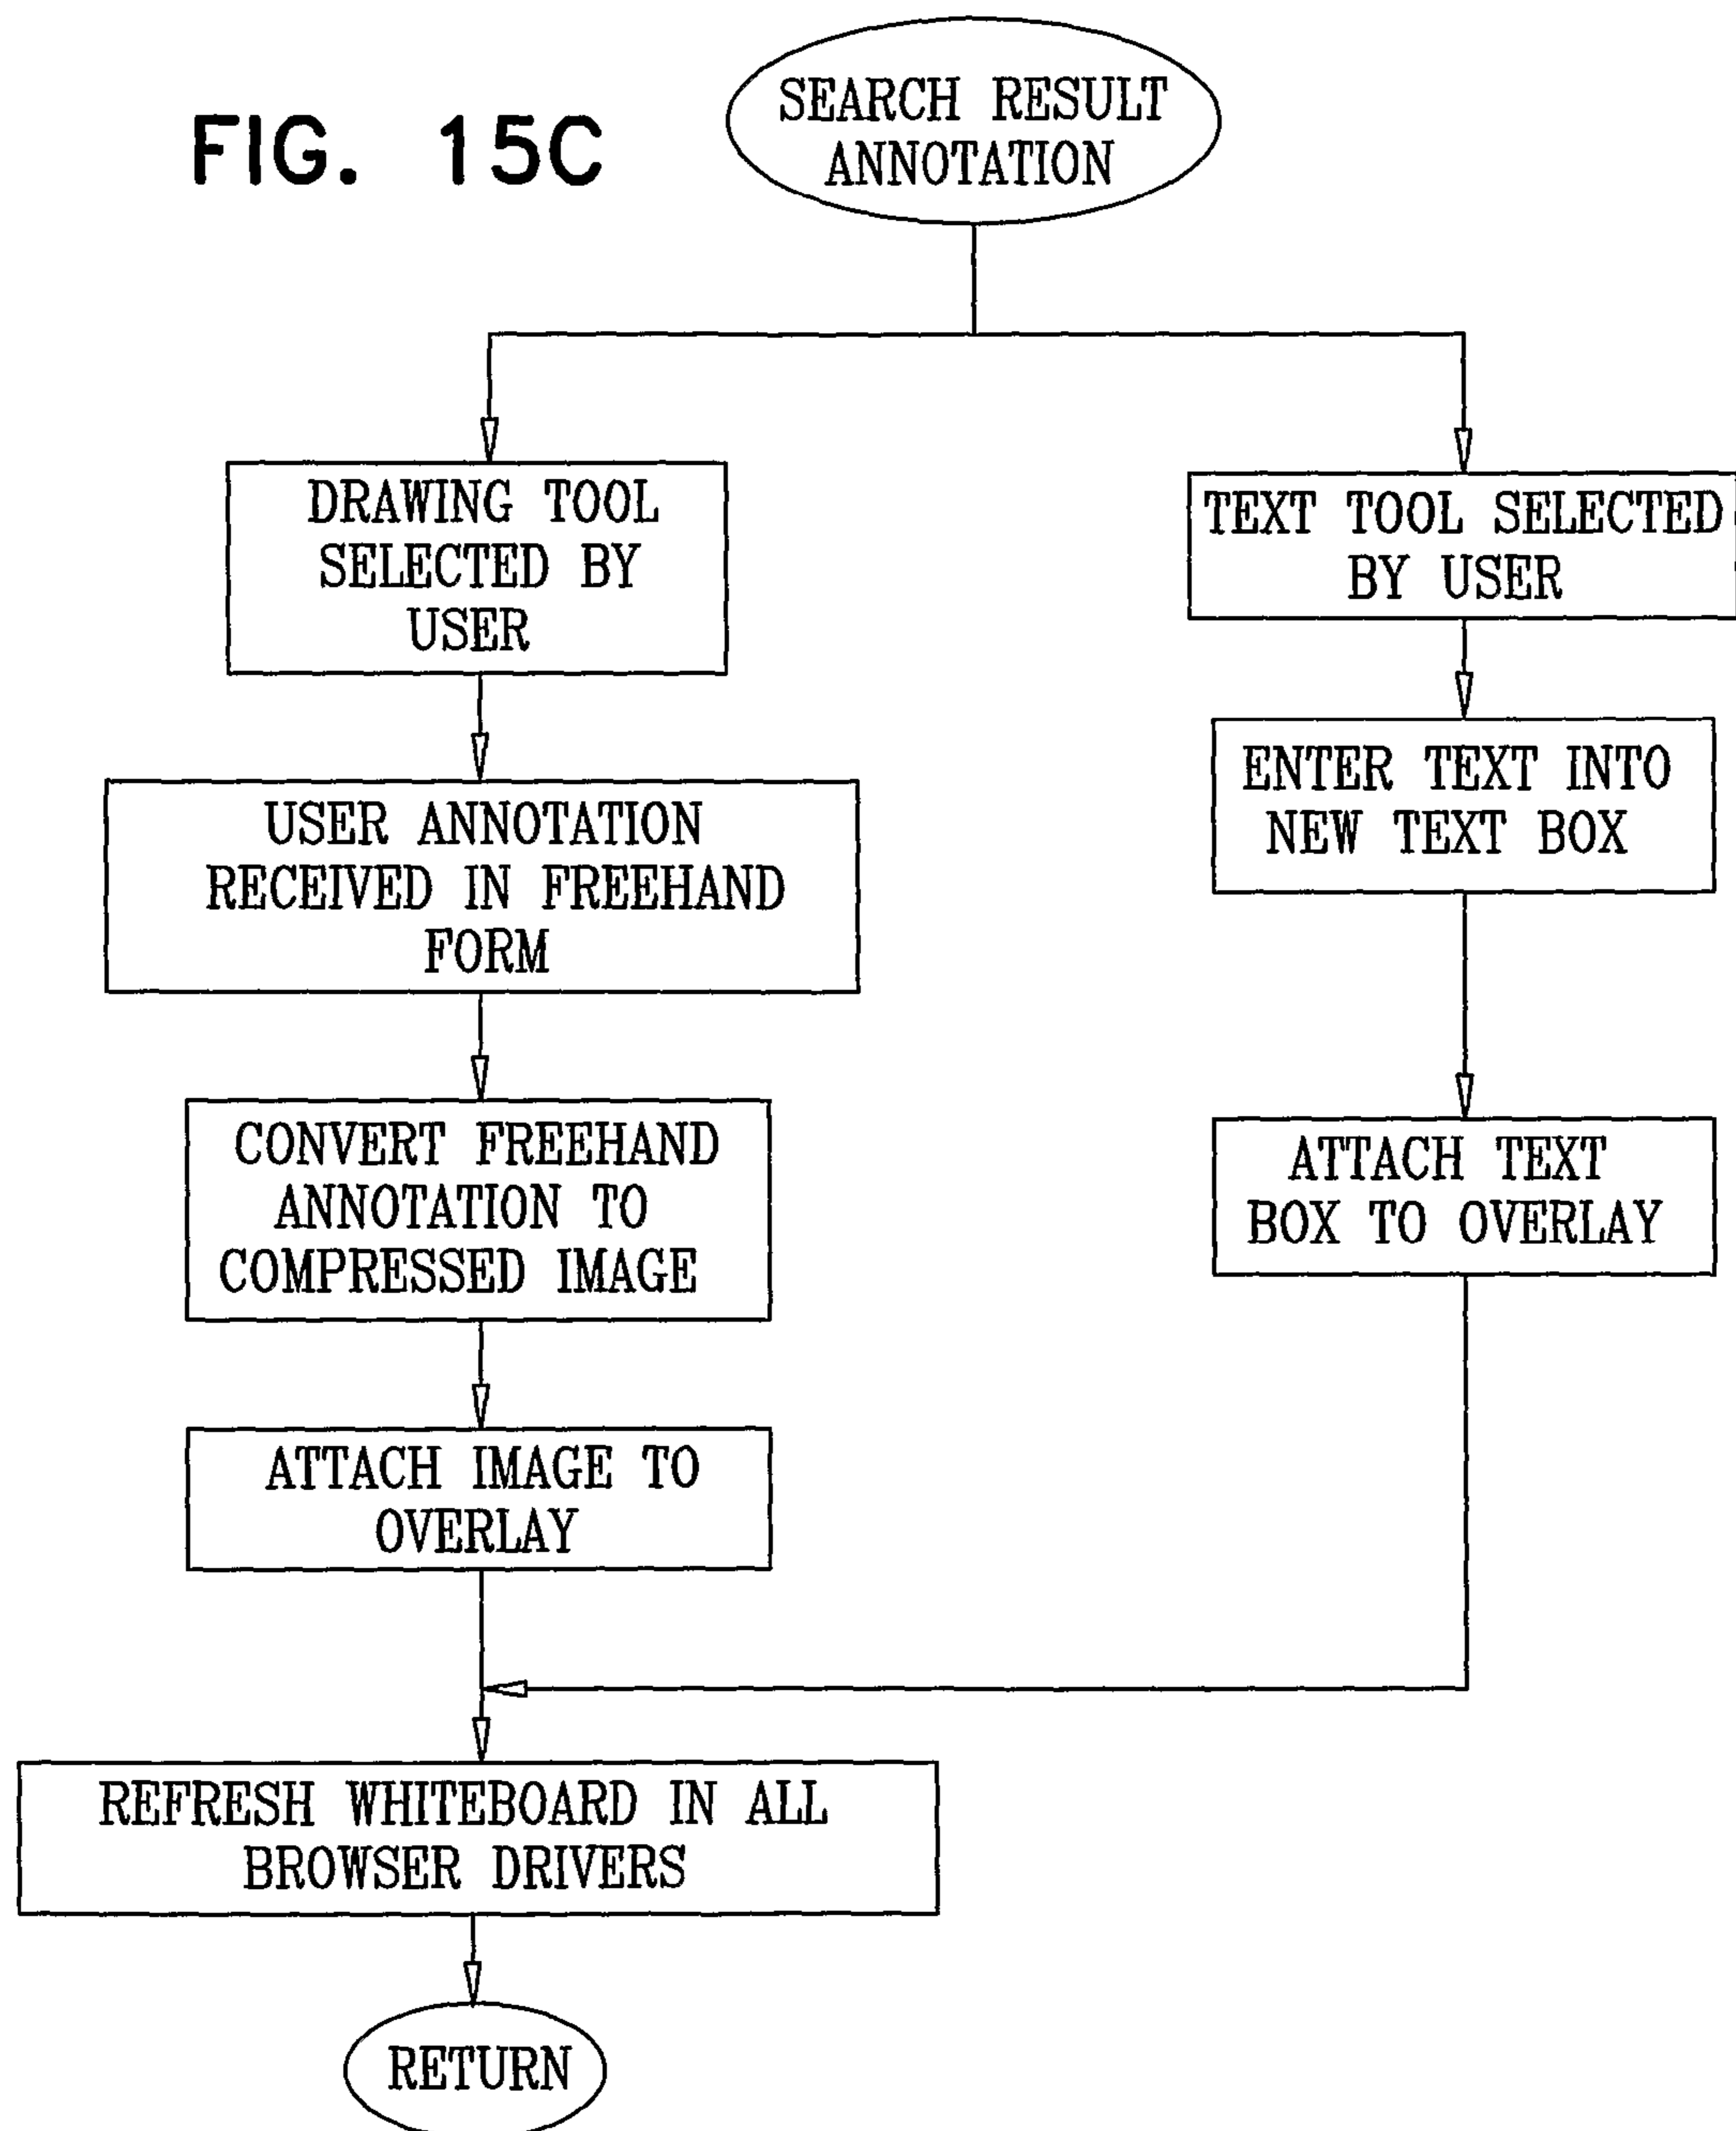 FIG. 15C
SEARCH RESULT
ANNOTATION
DRAWING TOOL
SELECTED BY
USER
USER ANNOTATION
RECEIVED IN FREEHAND
FORM
CONVERT FREEHAND
ANNOTATION TO
COMPRESSED IMAGE
ATTACH IMAGE TO
OVERLAY
TEXT TOOL SELECTED
BY USER
ENTER TEXT INTO
NEW TEXT BOX
ATTACH TEXT
BOX TO OVERLAY
REFRESH WHITEBOARD IN ALL
BROWSER DRIVERS
RETURN